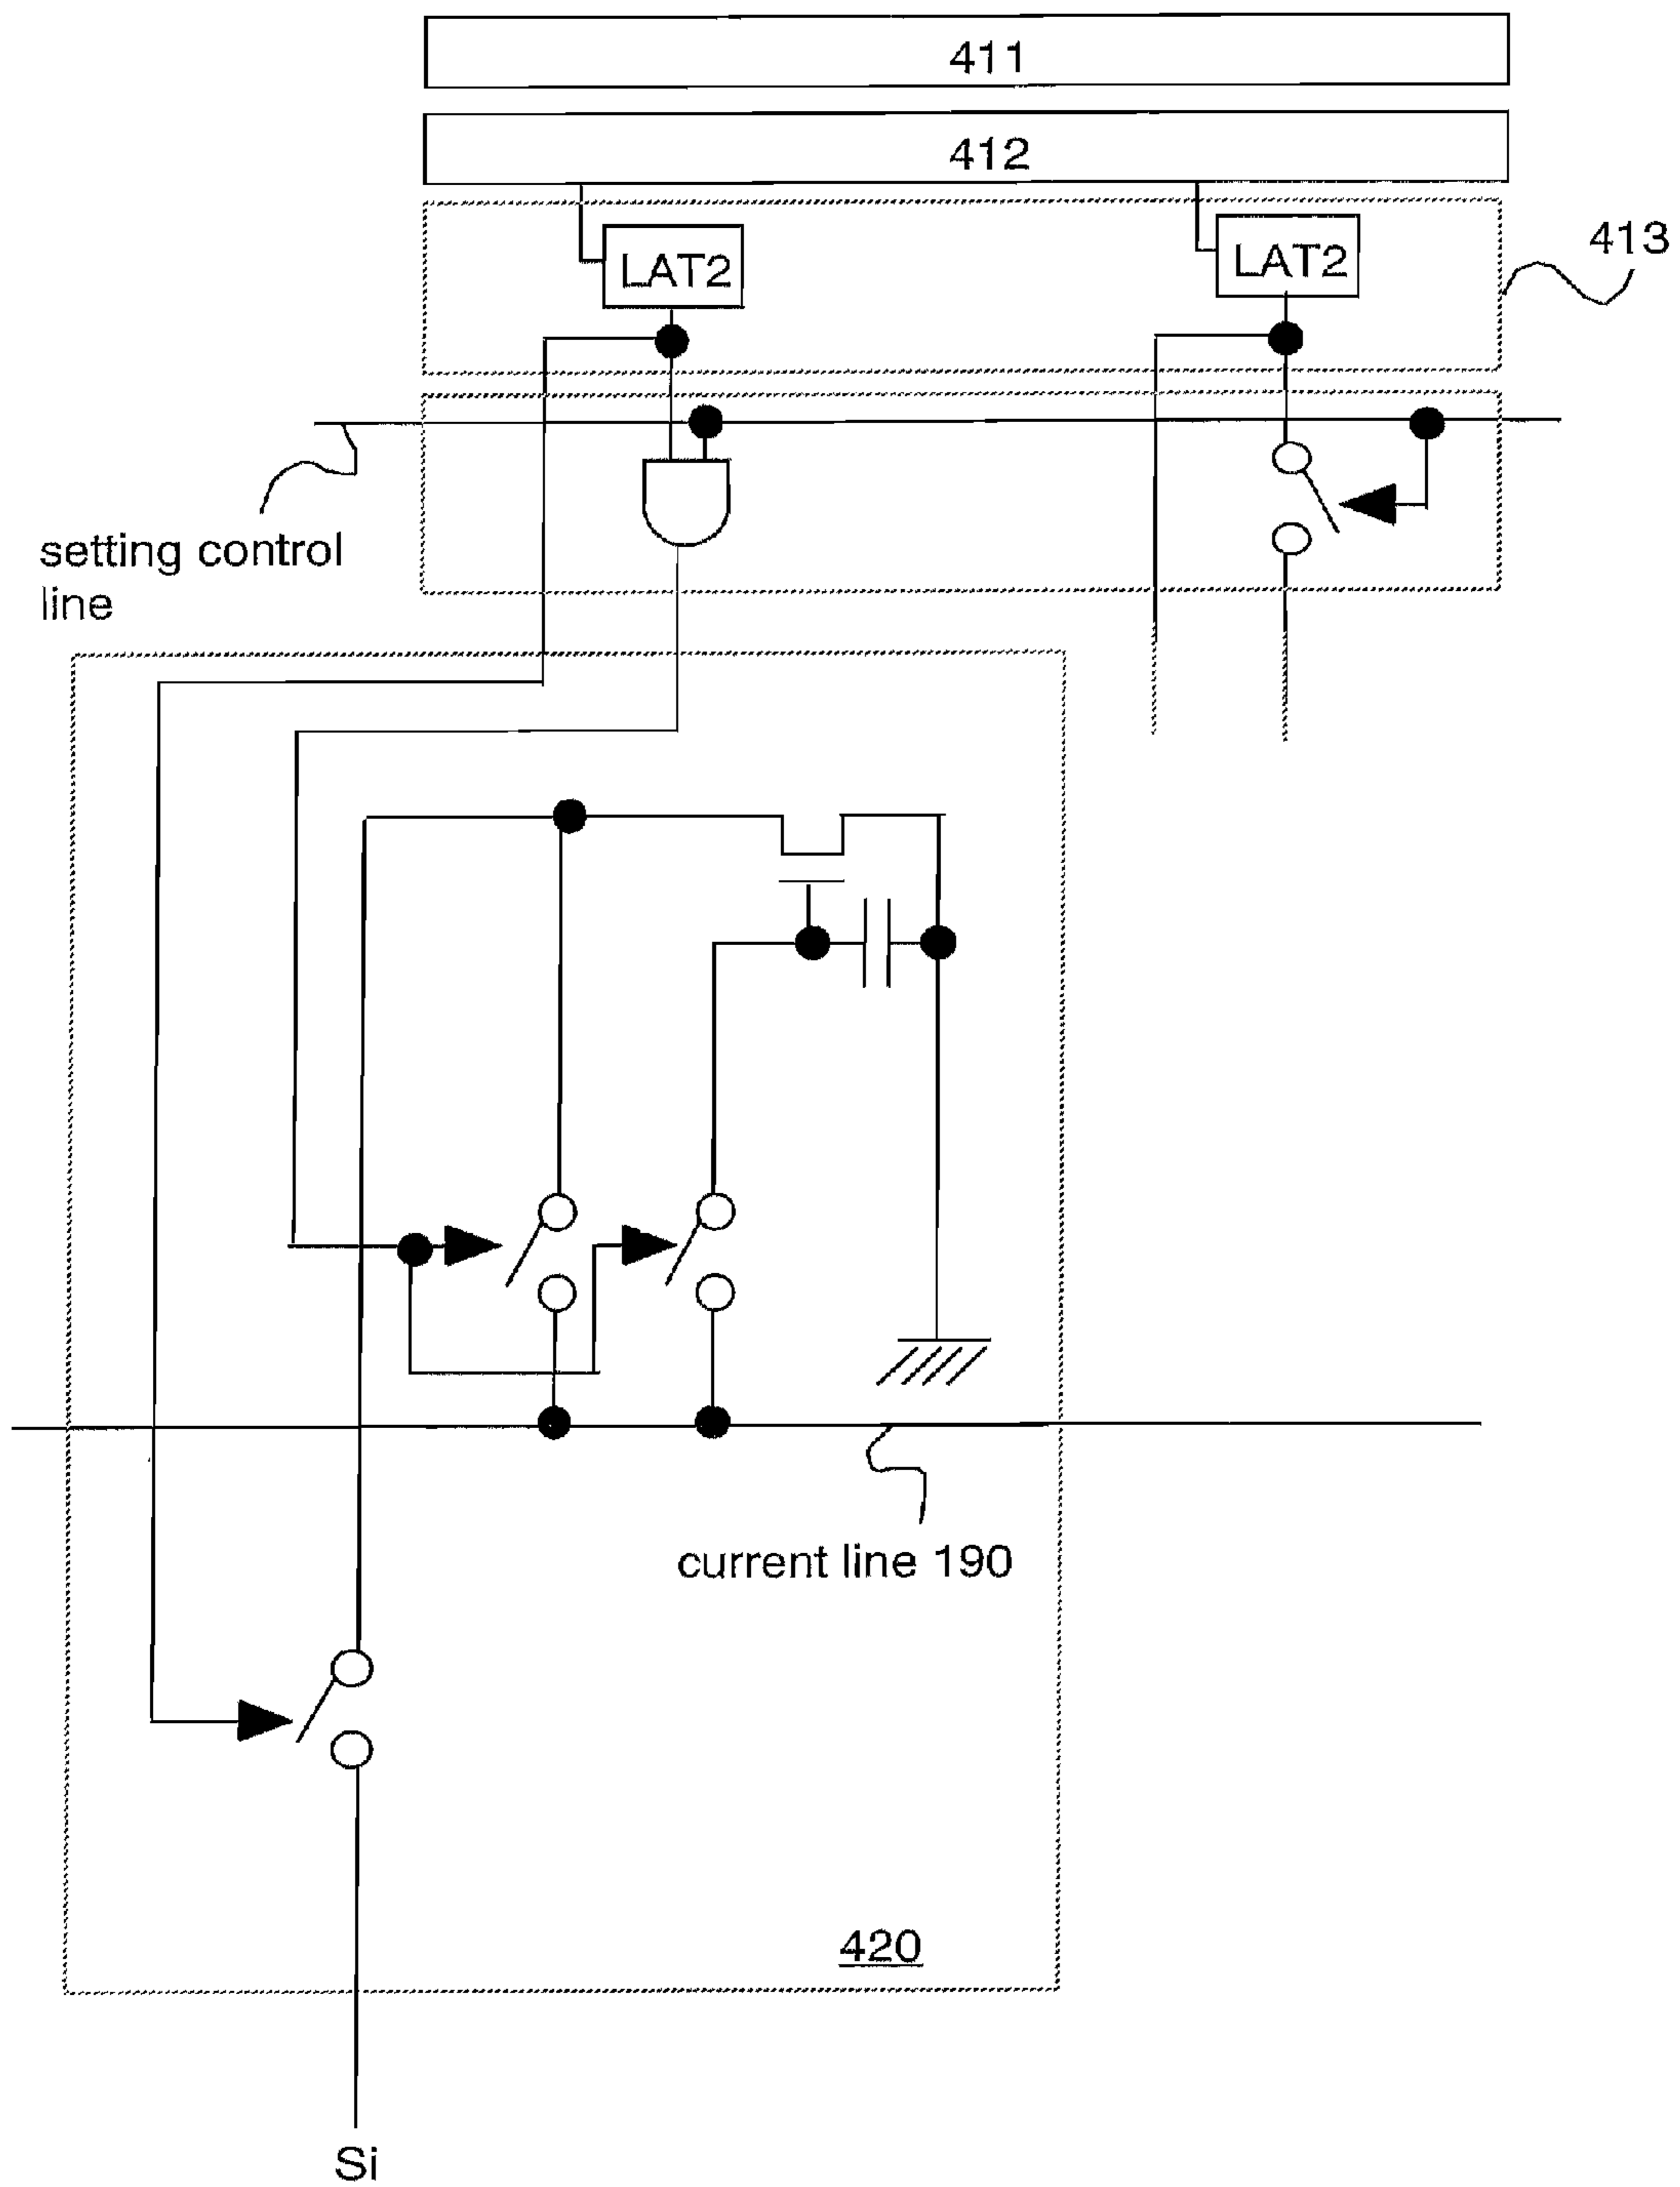 411
412
LAT2
LAT2
413
setting control
line
current line 190
420
Si